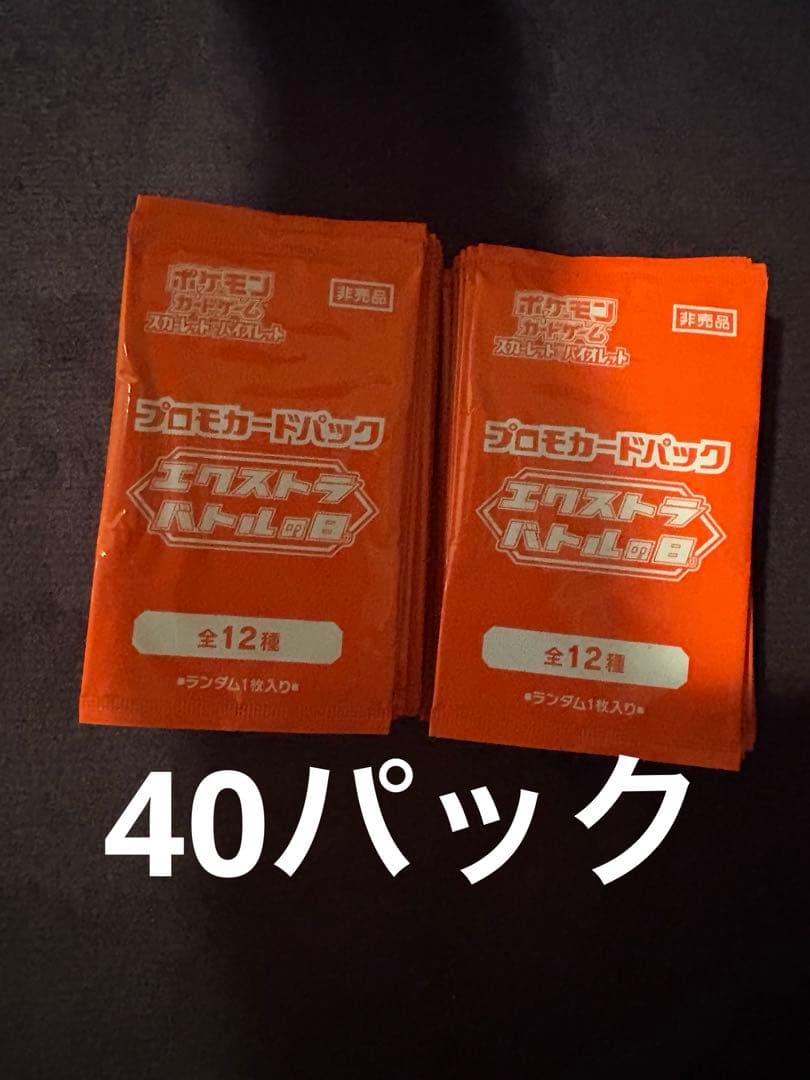 ポケモン
カードゲーム
スカーレット&バイオレット
非売品
プロモカードパック
エクストラ
バトルの日
全12種
■ランダム1枚入り■
ポケモン
カードゲーム
スカーレット&バイオレット
非売品
プロモカードパック
エクストラ
バトルの日
全12種
■ランダム1枚入り■
40パック